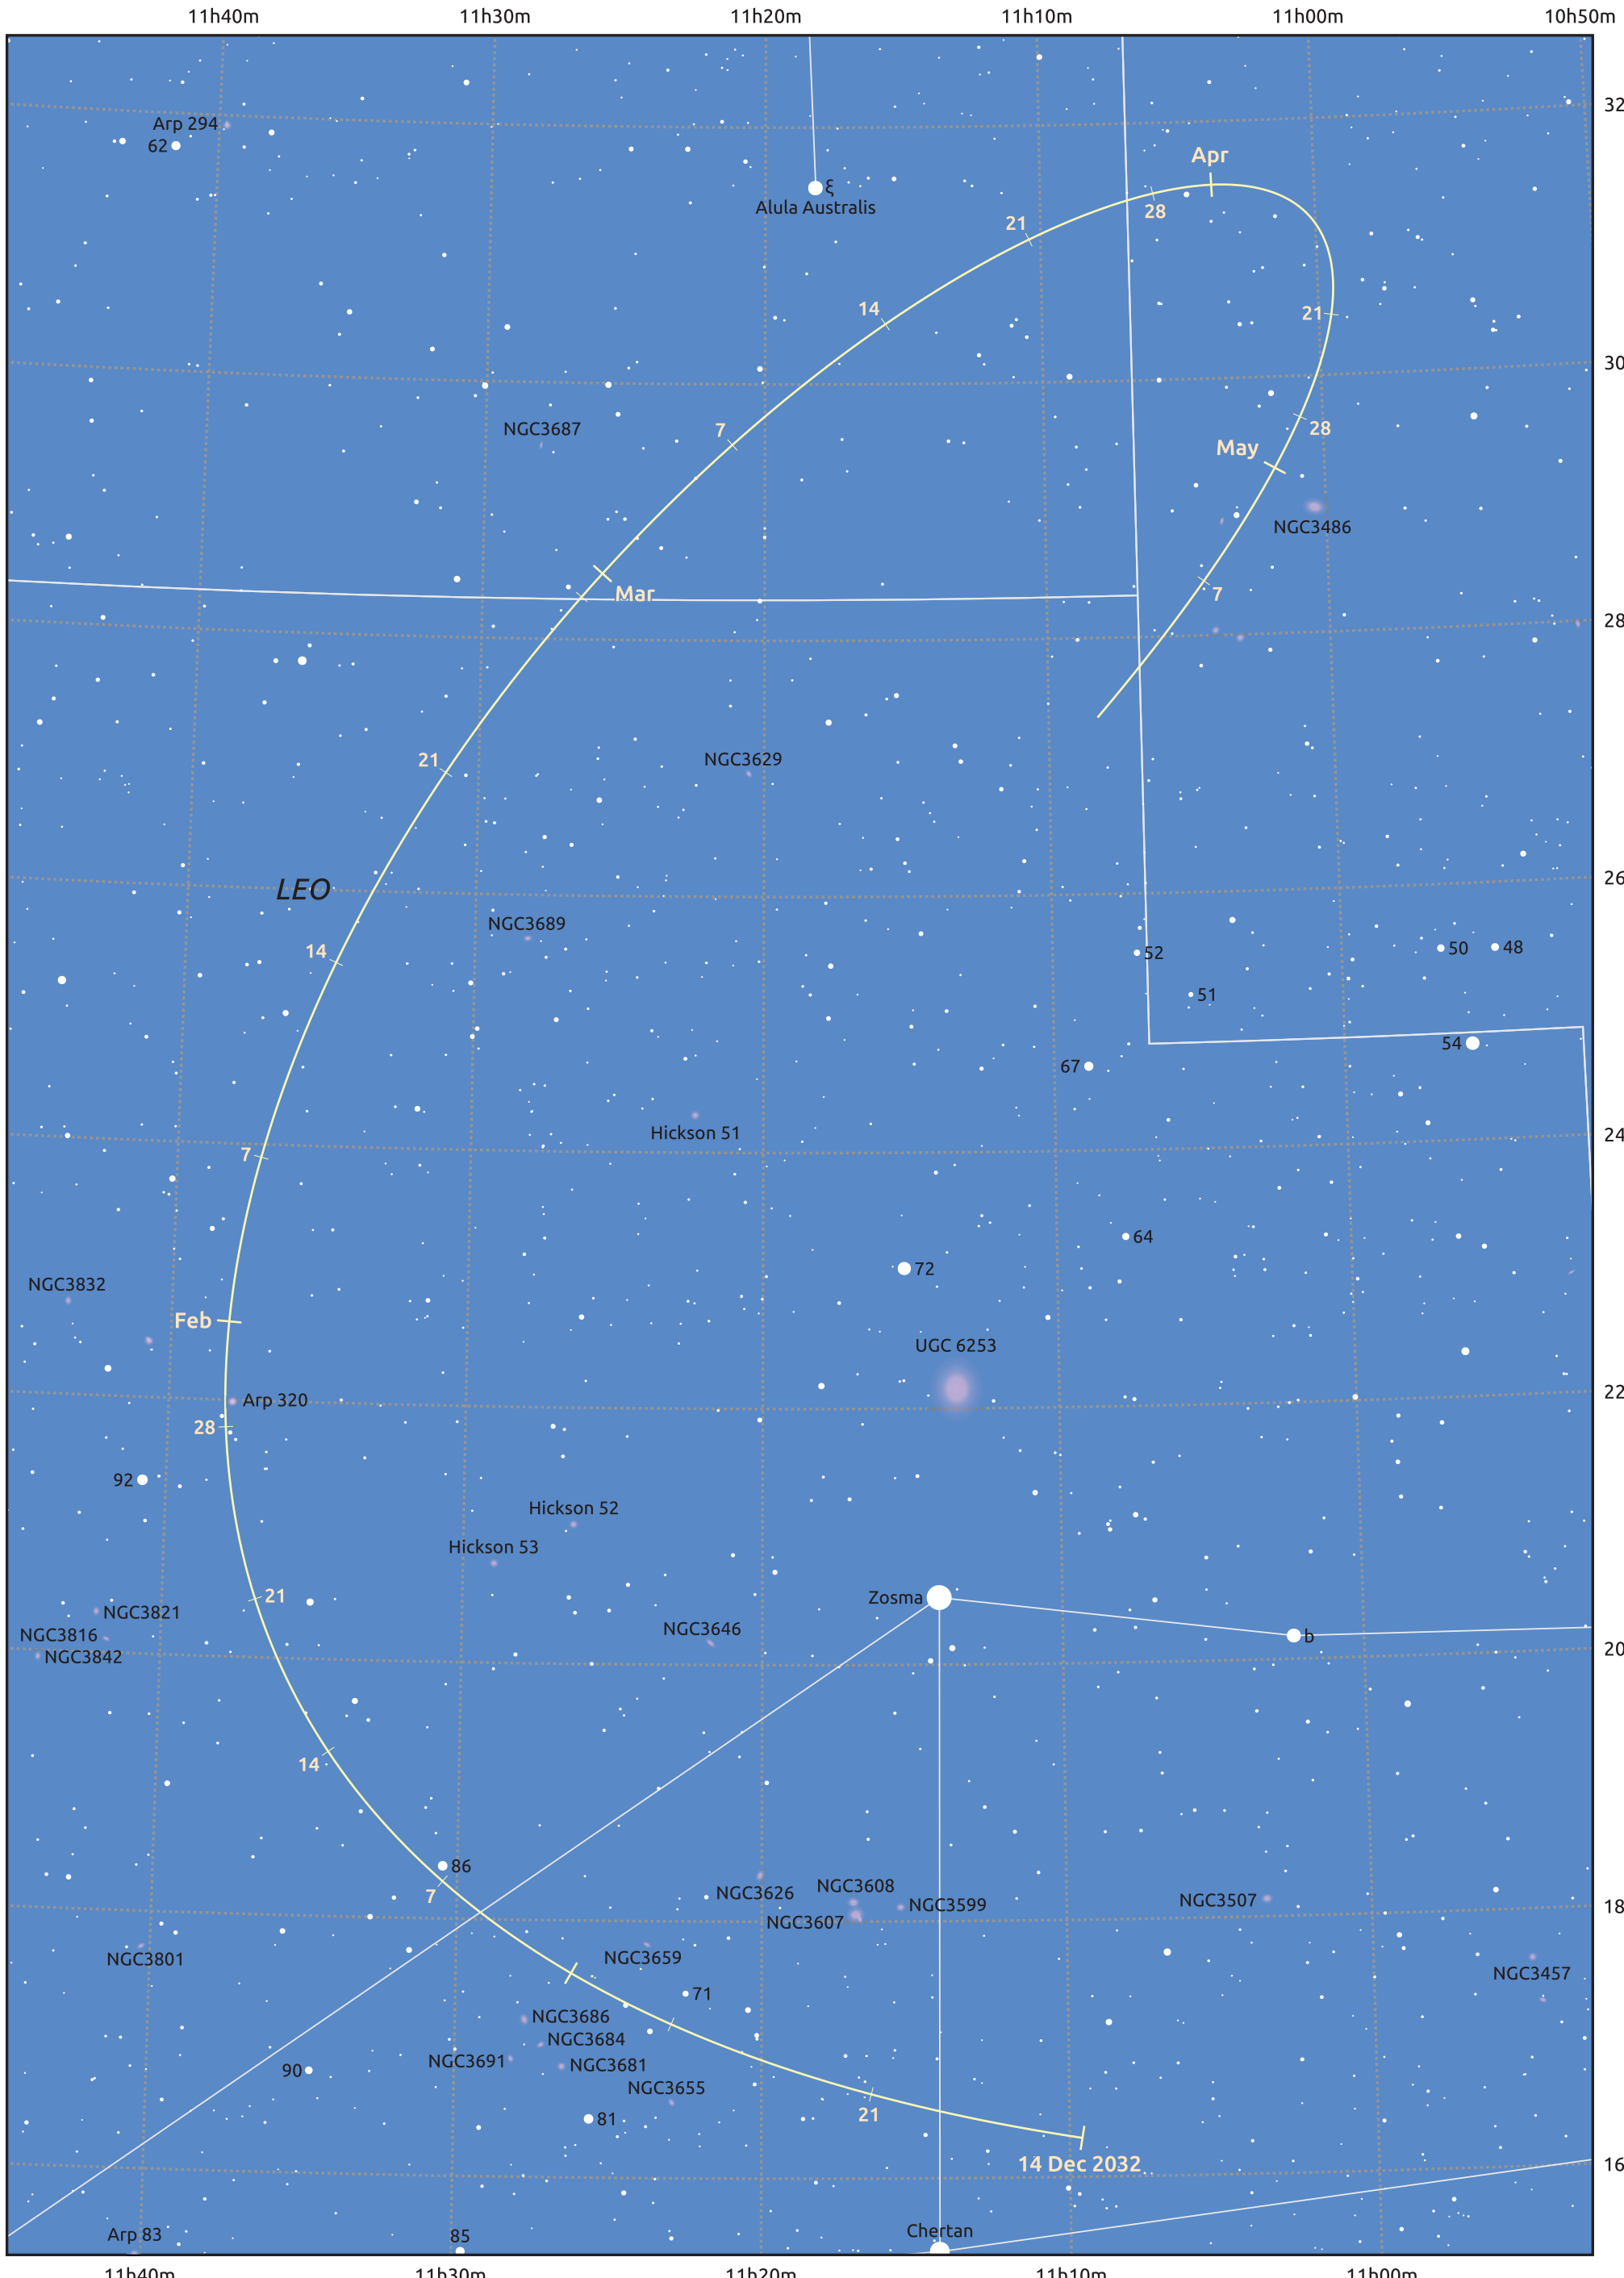 11h40m 11h30m 11h20m 11h10m 11h00m 10h50m
32
Arp 294
62
Apr
ξ
Alula Australis
28
21
14
21
30
NGC3687
7
28
May
NGC3486
Mar
7
28
21
NGC3629
26
LEO
NGC3689
14
52
50
48
51
54
67
Hickson 51
24
7
64
72
NGC3832
Feb
UGC 6253
22
Arp 320
28
92
Hickson 52
Hickson 53
21
Zosma
NGC3821
NGC3646
NGC3816
b
20
NGC3842
14
86
NGC3608
NGC3626
7
NGC3507
NGC3599
18
NGC3607
NGC3659
NGC3801
NGC3457
71
NGC3686
NGC3684
NGC3691
NGC3681
90
NGC3655
21
81
14 Dec 2032
16
Chertan
Arp 83
85
11h40m 11h30m 11h20m 11h10m 11h00m